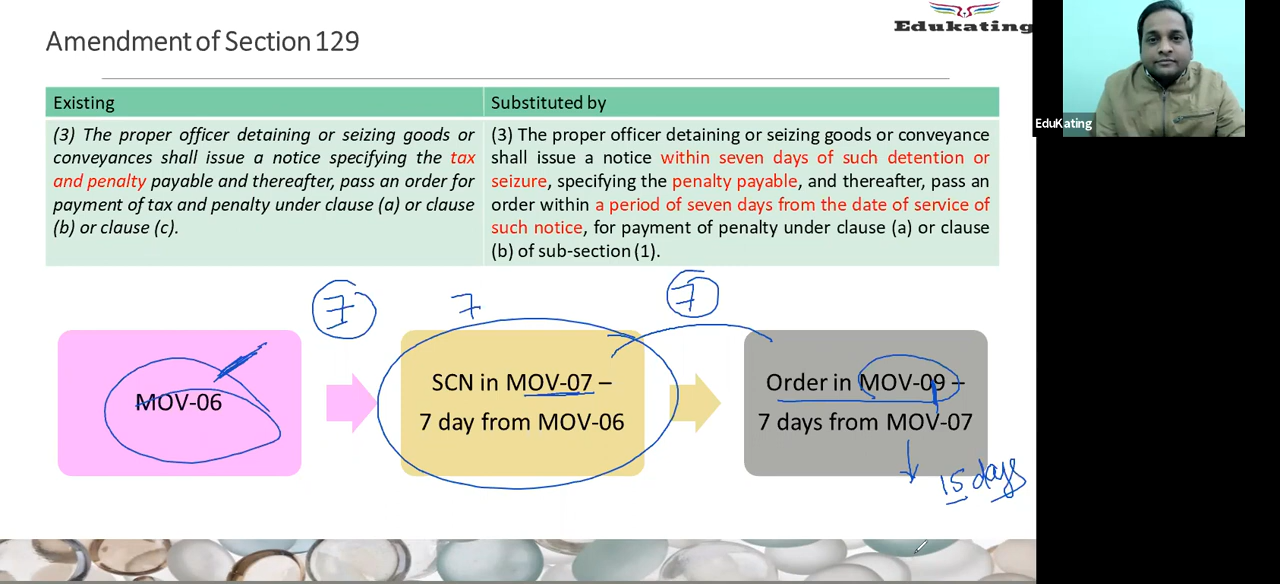 Edukating
Amendment of Section 129
Existing
Substituted by
(3) The proper officer detaining or seizing goods or
conveyances shall issue a notice specifying the tax
and penalty payable and thereafter, pass an order for
payment of tax and penalty under clause (a) or clause
(b) or clause (c).
(3) The proper officer detaining or seizing goods or conveyance
shall issue a notice within seven days of such detention or
seizure, specifying the penalty payable, and thereafter, pass an
order within a period of seven days from the date of service of
such notice, for payment of penalty under clause (a) or clause
(b) of sub-section (1).
7
7
7
MOV-06
SCN in MOV-07 –
7 day from MOV-06
Order in MOV-09 –
7 days from MOV-07
15 days
EduKating